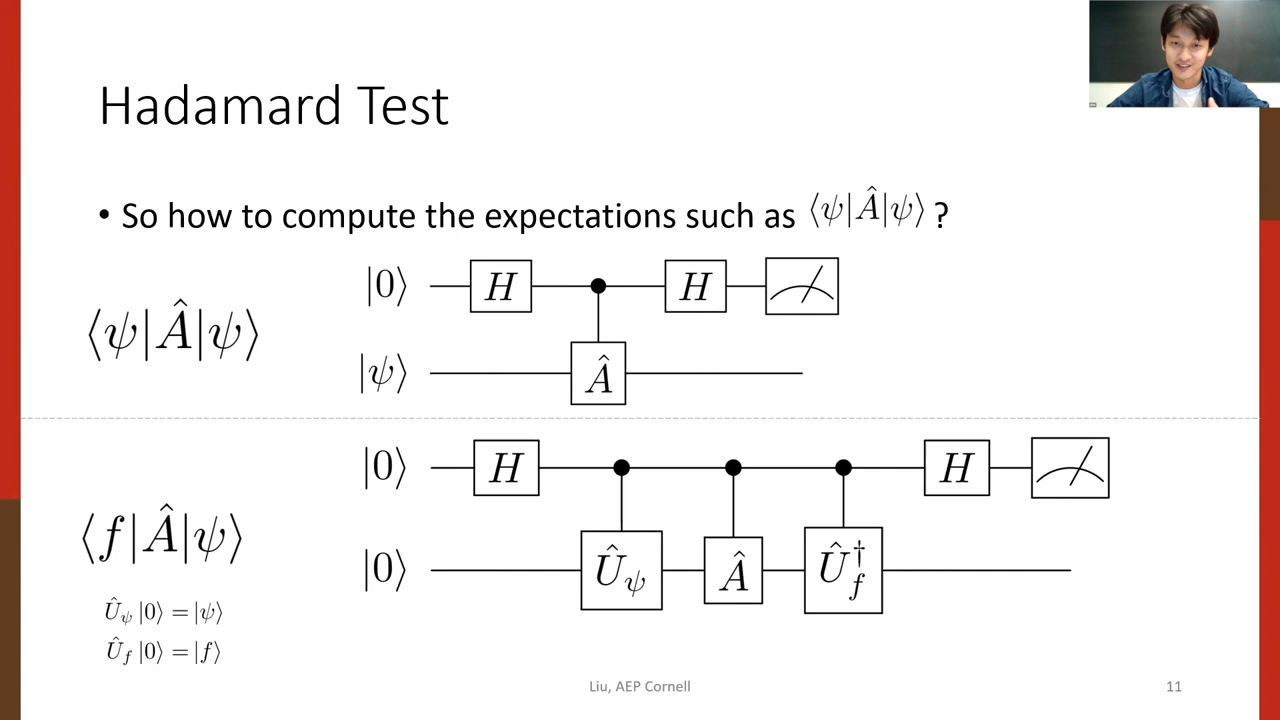 Hadamard Test
• So how to compute the expectations such as ⟨ψ|Â|ψ⟩ ?
|0⟩ H H
⟨ψ|Â|ψ⟩
|ψ⟩ Â
|0⟩ H H
⟨f|Â|ψ⟩
|0⟩ Û_ψ Â Û_f^†
Û_ψ |0⟩ = |ψ⟩
Û_f |0⟩ = |f⟩
Liu, AEP Cornell
11